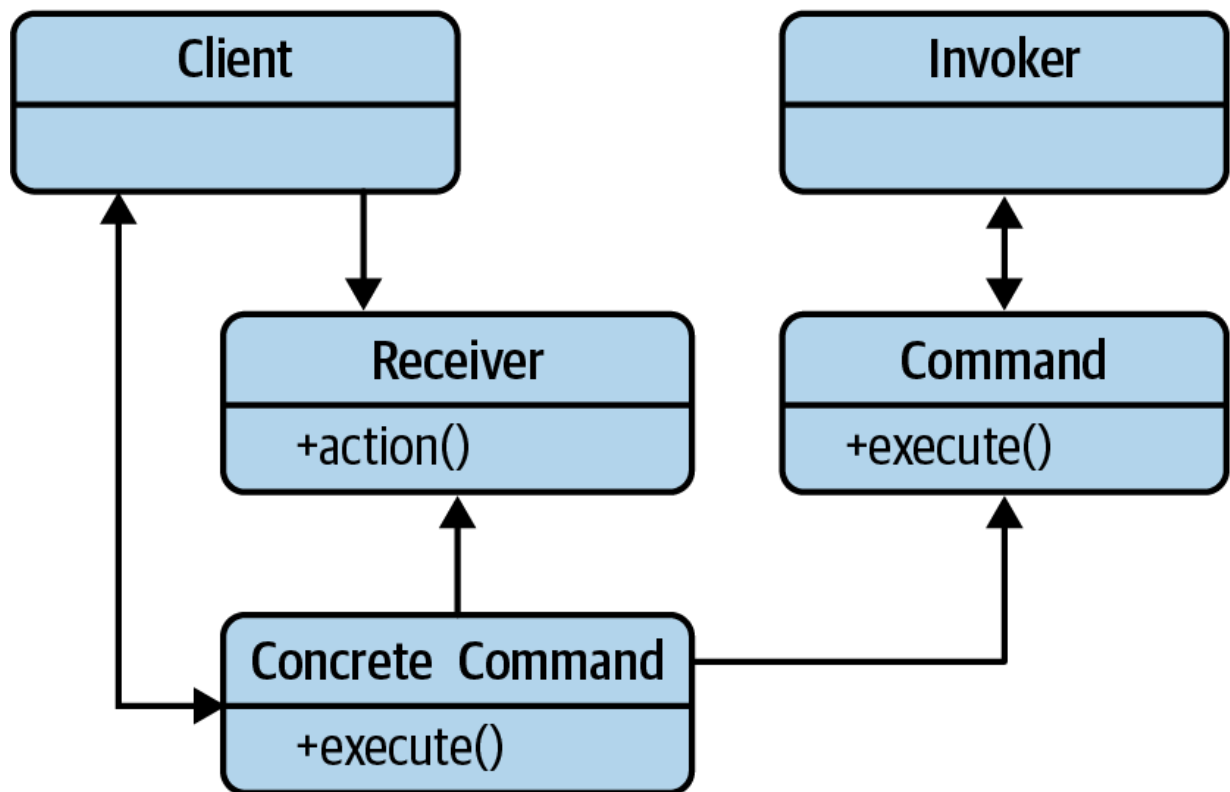 Client
Invoker
Receiver
+action()
Command
+execute()
Concrete Command
+execute()